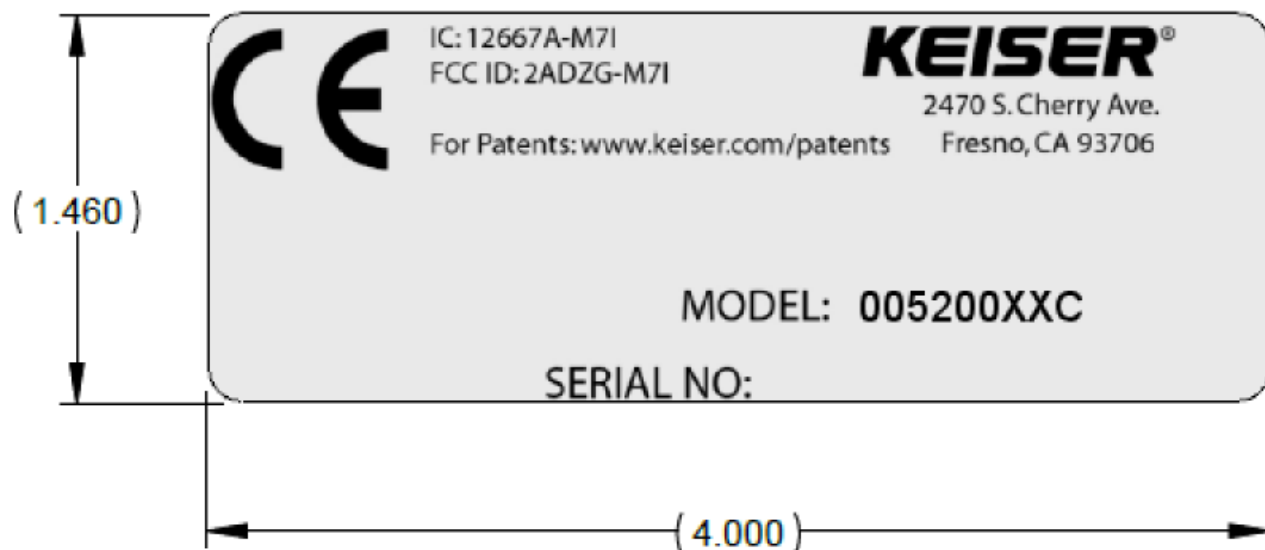 CE
IC: 12667A-M7I
FCC ID: 2ADZG-M7I
For Patents: www.keiser.com/patents
KEISER®
2470 S. Cherry Ave.
Fresno, CA 93706
(1.460)
MODEL: 005200XXC
SERIAL NO:
(4.000)